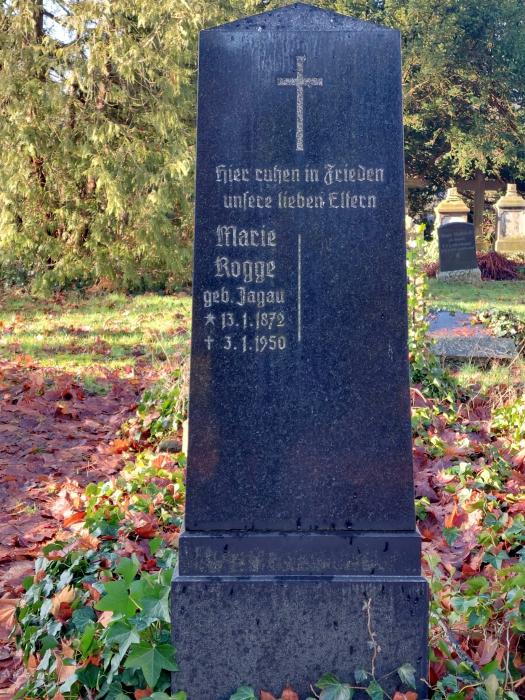 Hier ruhen in Frieden
unsere lieben Eltern
Marie
Rogge
geb. Jagau
* 13.1.1872
† 3.1.1950